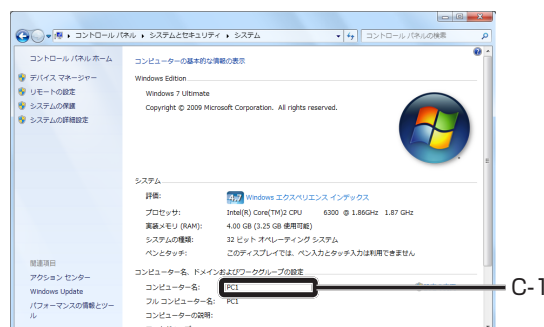 コントロール パネル ▸ システムとセキュリティ ▸ システム
コントロール パネルの検索
コントロール パネル ホーム
デバイス マネージャー
リモートの設定
システムの保護
システムの詳細設定
関連項目
アクション センター
Windows Update
パフォーマンスの情報とツール
コンピューターの基本的な情報の表示
Windows Edition
Windows 7 Ultimate
Copyright © 2009 Microsoft Corporation. All rights reserved.
システム
評価: Windows エクスペリエンス インデックス
プロセッサ: Intel(R) Core(TM)2 CPU 6300 @ 1.86GHz 1.87 GHz
実装メモリ (RAM): 4.00 GB (3.25 GB 使用可能)
システムの種類: 32 ビット オペレーティング システム
ペンとタッチ: このディスプレイでは、ペン入力とタッチ入力は利用できません
コンピューター名、ドメインおよびワークグループの設定
コンピューター名: PC1
フル コンピューター名: PC1
コンピューターの説明:
C-1